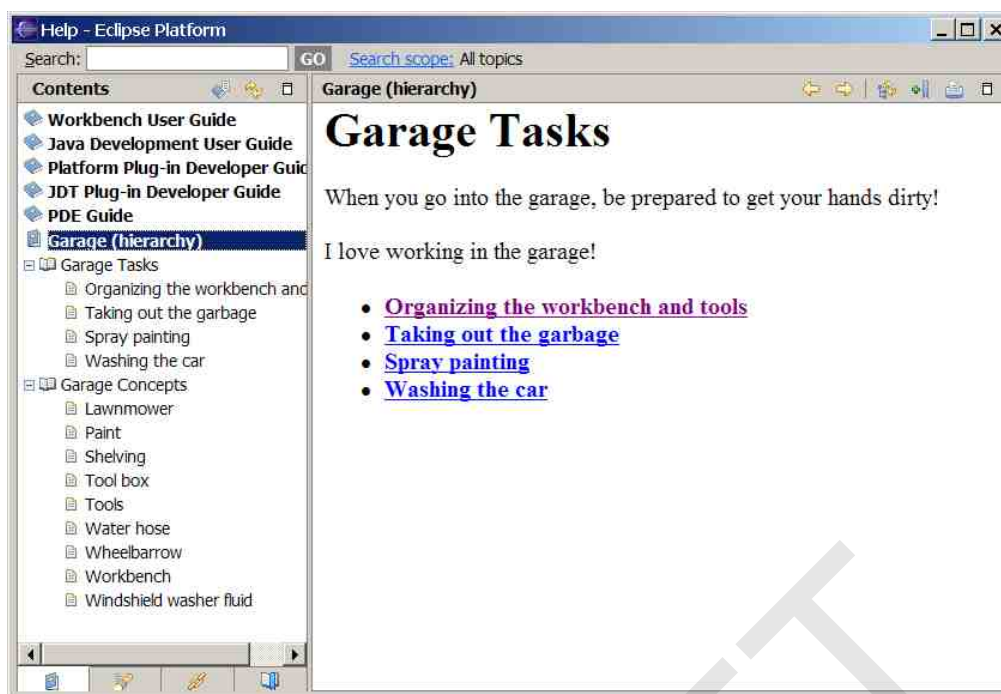 Help - Eclipse Platform
Search: GO Search scope: All topics
Contents
Workbench User Guide
Java Development User Guide
Platform Plug-in Developer Guid
JDT Plug-in Developer Guide
PDE Guide
Garage (hierarchy)
Garage Tasks
Organizing the workbench and
Taking out the garbage
Spray painting
Washing the car
Garage Concepts
Lawnmower
Paint
Shelving
Tool box
Tools
Water hose
Wheelbarrow
Workbench
Windshield washer fluid
Garage (hierarchy)
Garage Tasks
When you go into the garage, be prepared to get your hands dirty!
I love working in the garage!
• Organizing the workbench and tools
• Taking out the garbage
• Spray painting
• Washing the car